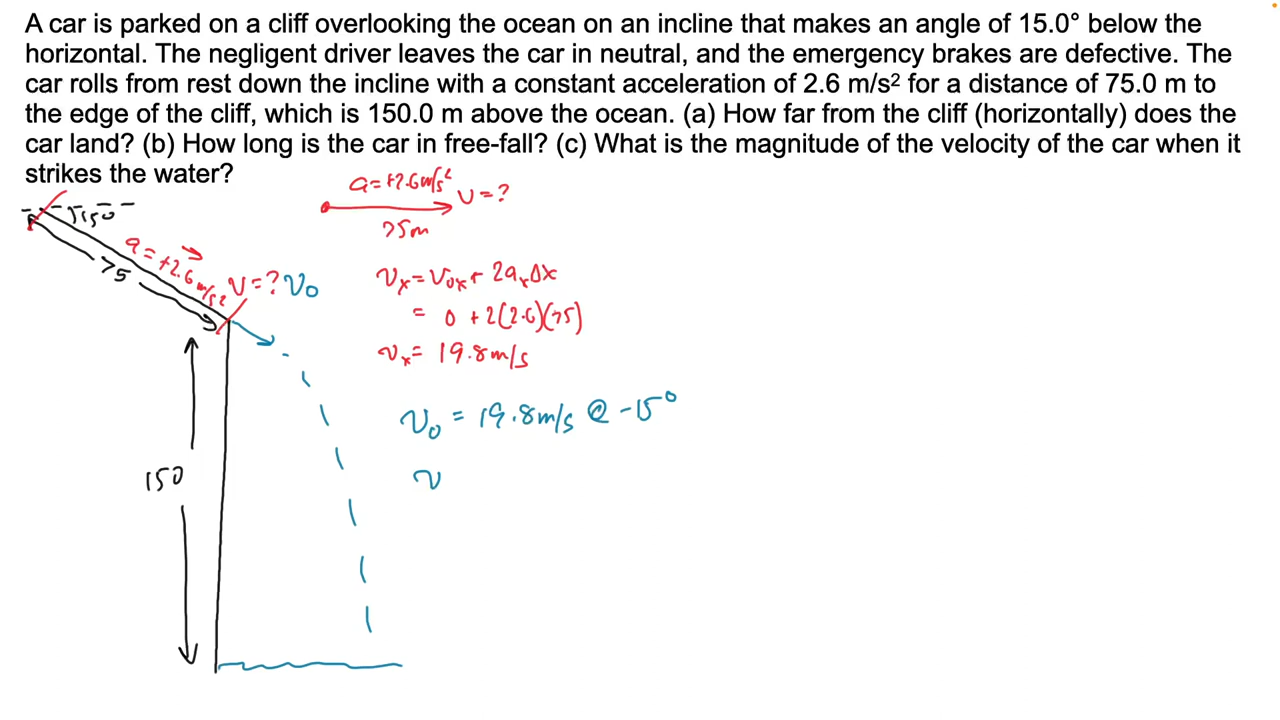 A car is parked on a cliff overlooking the ocean on an incline that makes an angle of 15.0° below the
horizontal. The negligent driver leaves the car in neutral, and the emergency brakes are defective. The
car rolls from rest down the incline with a constant acceleration of 2.6 m/s² for a distance of 75.0 m to
the edge of the cliff, which is 150.0 m above the ocean. (a) How far from the cliff (horizontally) does the
car land? (b) How long is the car in free-fall? (c) What is the magnitude of the velocity of the car when it
strikes the water?
a=+2.6m/s²
v=?
75m
15°
a=+2.6m/s²
75
v=? v₀
vₓ=v₀ₓ+2aₓΔx
= 0+2(2.6)(75)
vₓ= 19.8m/s
v₀ = 19.8m/s @ -15°
v
150